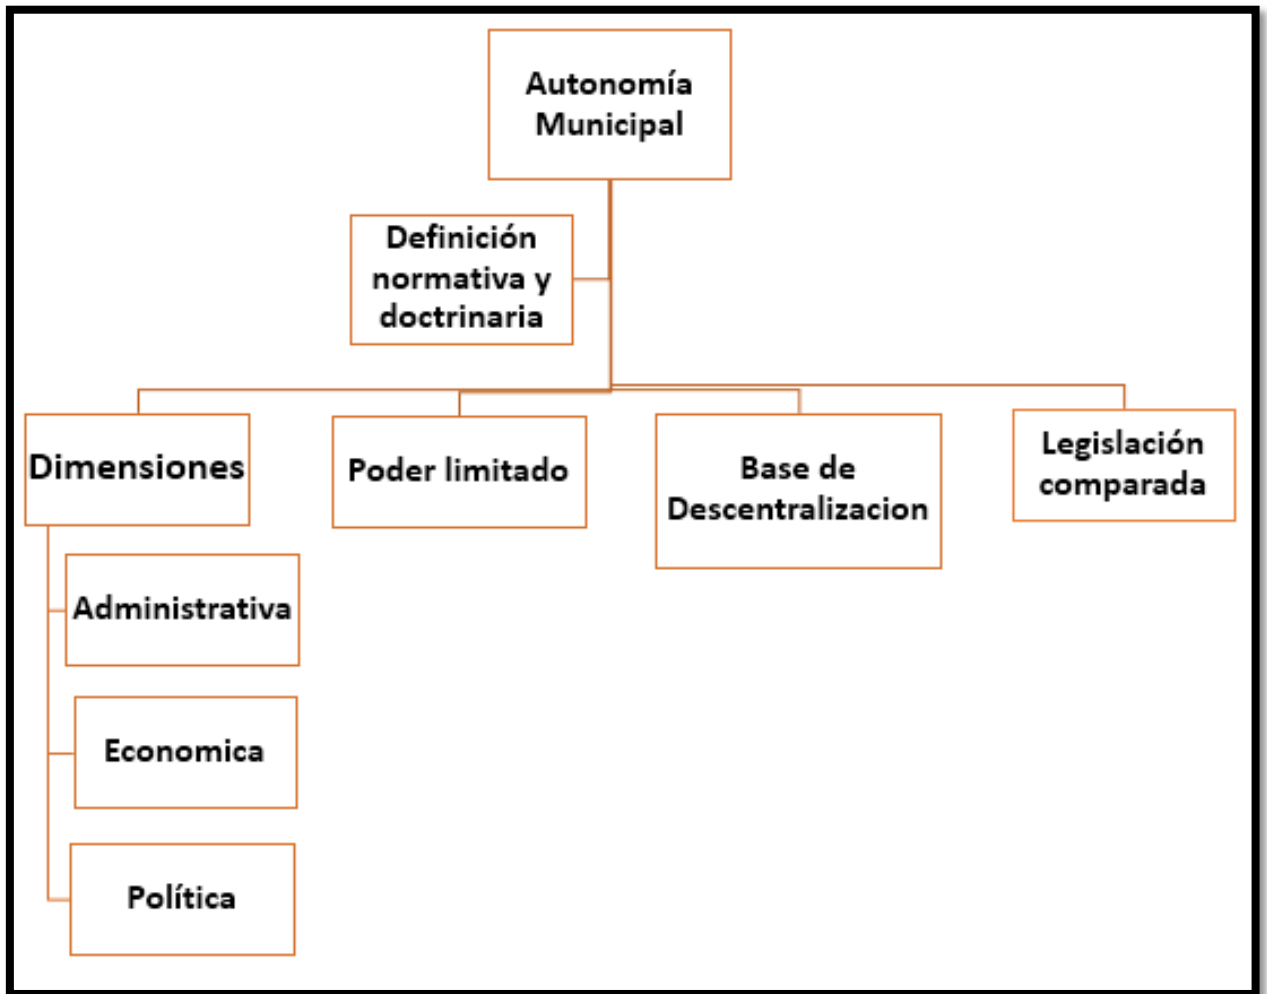 Autonomía
Municipal
Definición
normativa y
doctrinaria
Dimensiones
Poder limitado
Base de
Descentralizacion
Legislación
comparada
Administrativa
Economica
Política